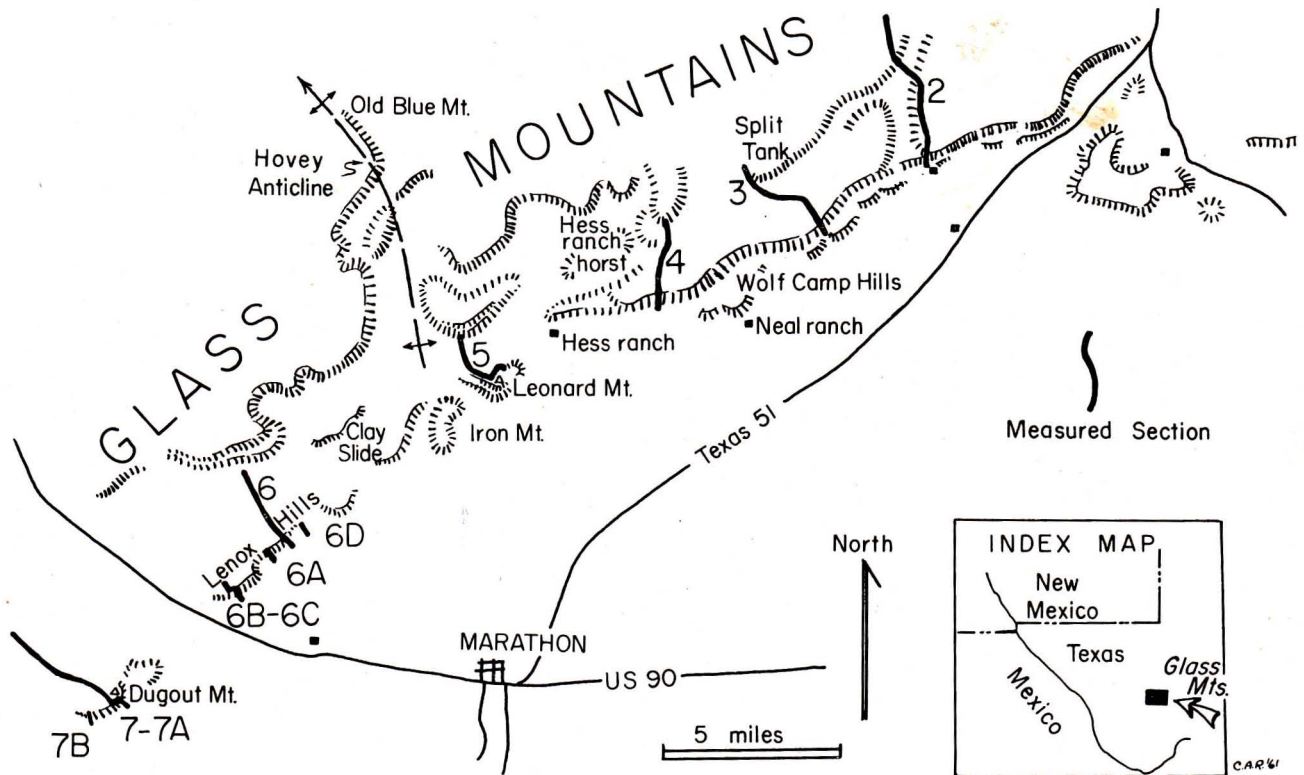 GLASS MOUNTAINS
Old Blue Mt.
Hovey
Anticline
S
2
Split
Tank
3
Hess
ranch
horst
4
Wolf Camp Hills
Neal ranch
Hess ranch
5
Leonard Mt.
Iron Mt.
Clay
Slide
Texas 51
Measured Section
6
Lenox Hills
6D
6A
6B-6C
North
MARATHON
US 90
Dugout Mt.
7-7A
7B
5 miles
INDEX MAP
New
Mexico
Texas
Mexico
Glass
Mts.
C.A.R.'61